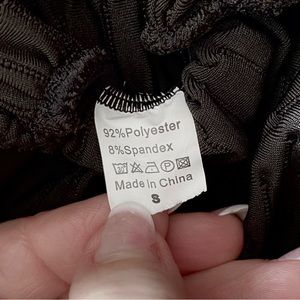 92%Polyester
8%Spandex
Made in China
S